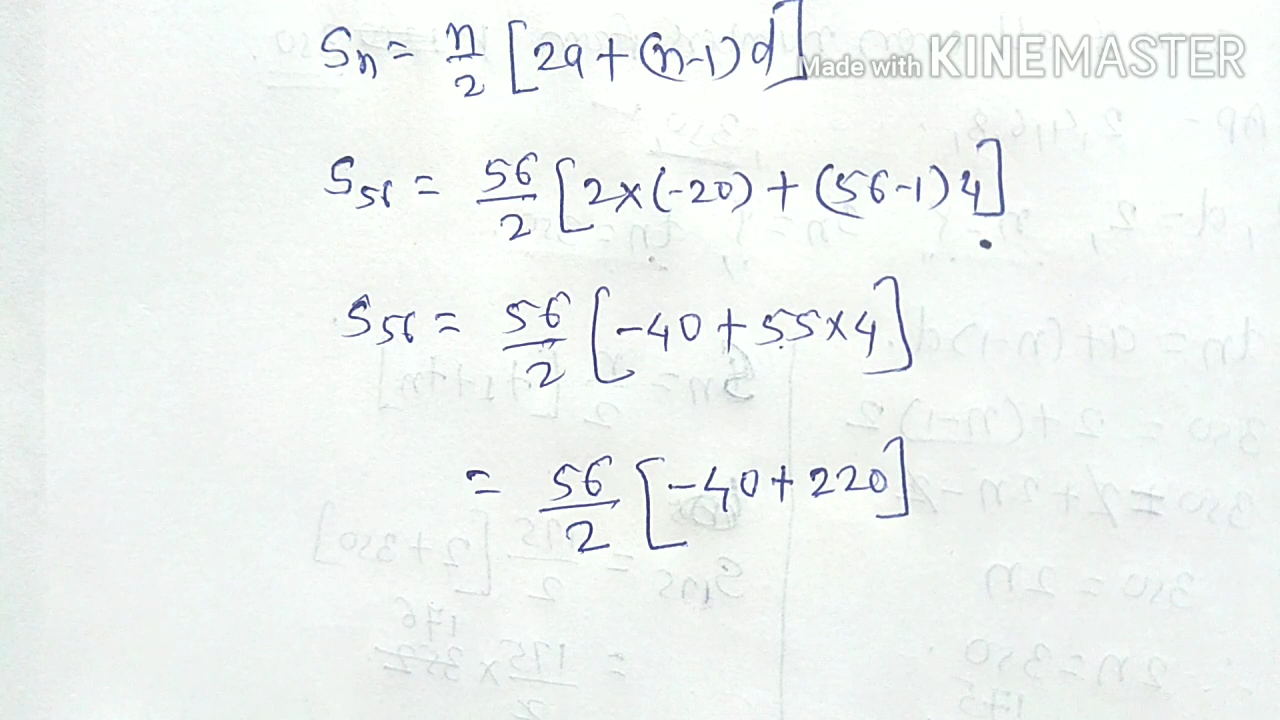 Sn = n/2 [2a + (n-1) d]
Made with KINEMASTER
S56 = 56/2 [2×(-20) + (56-1) 4]
S56 = 56/2 [-40 + 55×4]
= 56/2 [-40 + 220]